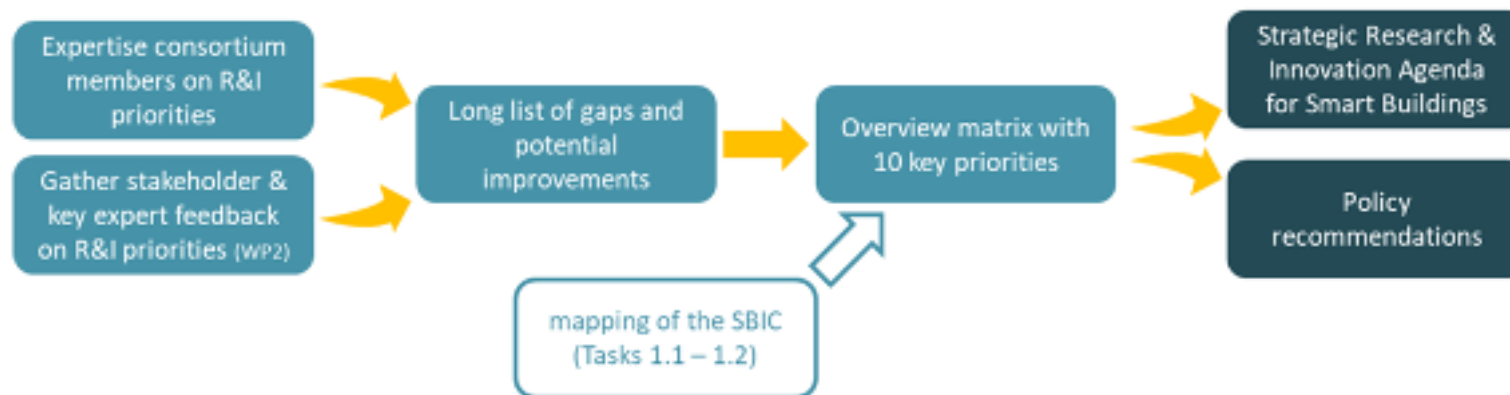 Expertise consortium
members on R&I
priorities
Gather stakeholder &
key expert feedback
on R&I priorities (WP2)
Long list of gaps and
potential
improvements
Overview matrix with
10 key priorities
mapping of the SBIC
(Tasks 1.1 – 1.2)
Strategic Research &
Innovation Agenda
for Smart Buildings
Policy
recommendations